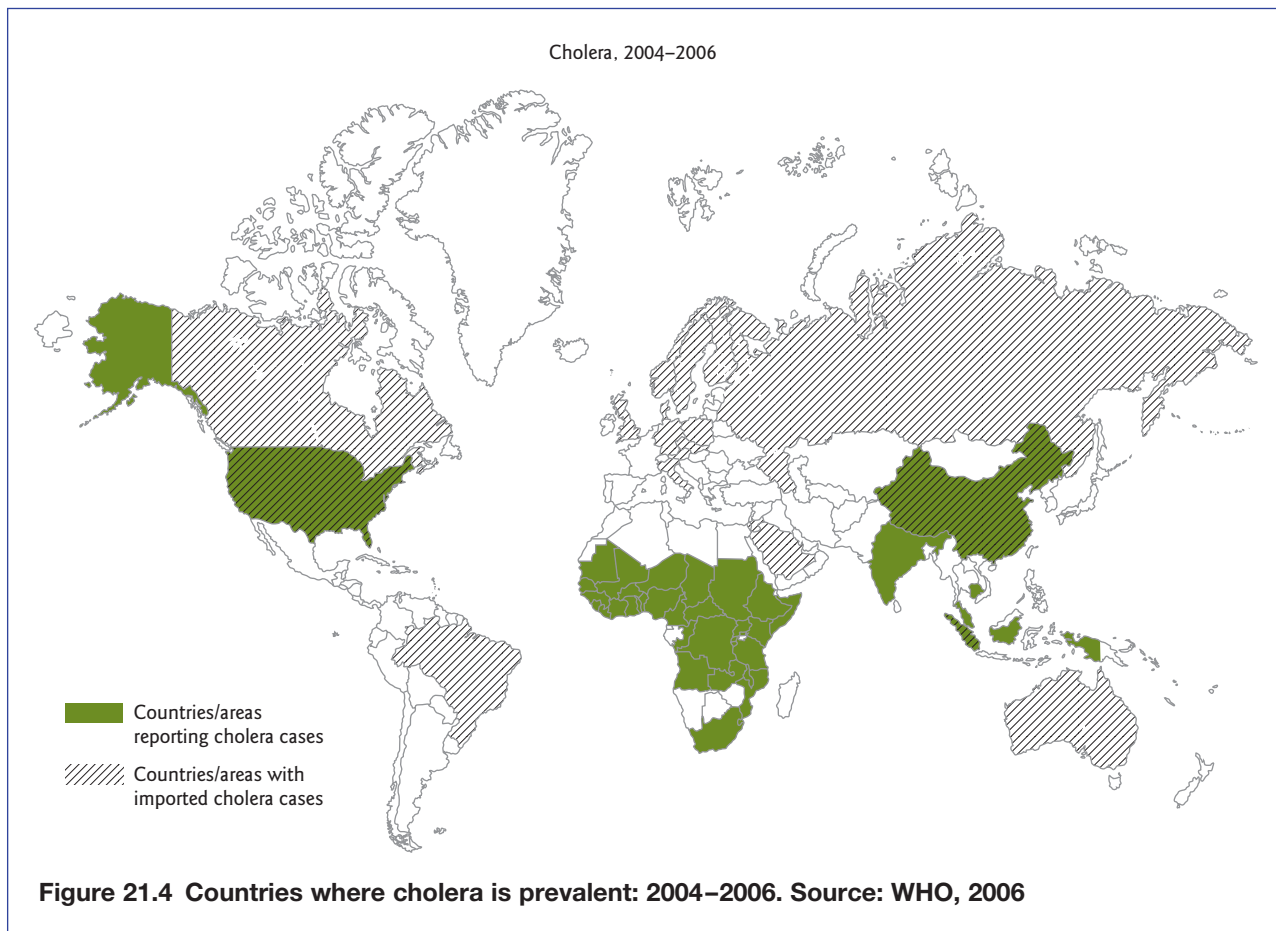 Cholera, 2004–2006
Countries/areas
reporting cholera cases
Countries/areas with
imported cholera cases
Figure 21.4 Countries where cholera is prevalent: 2004–2006. Source: WHO, 2006